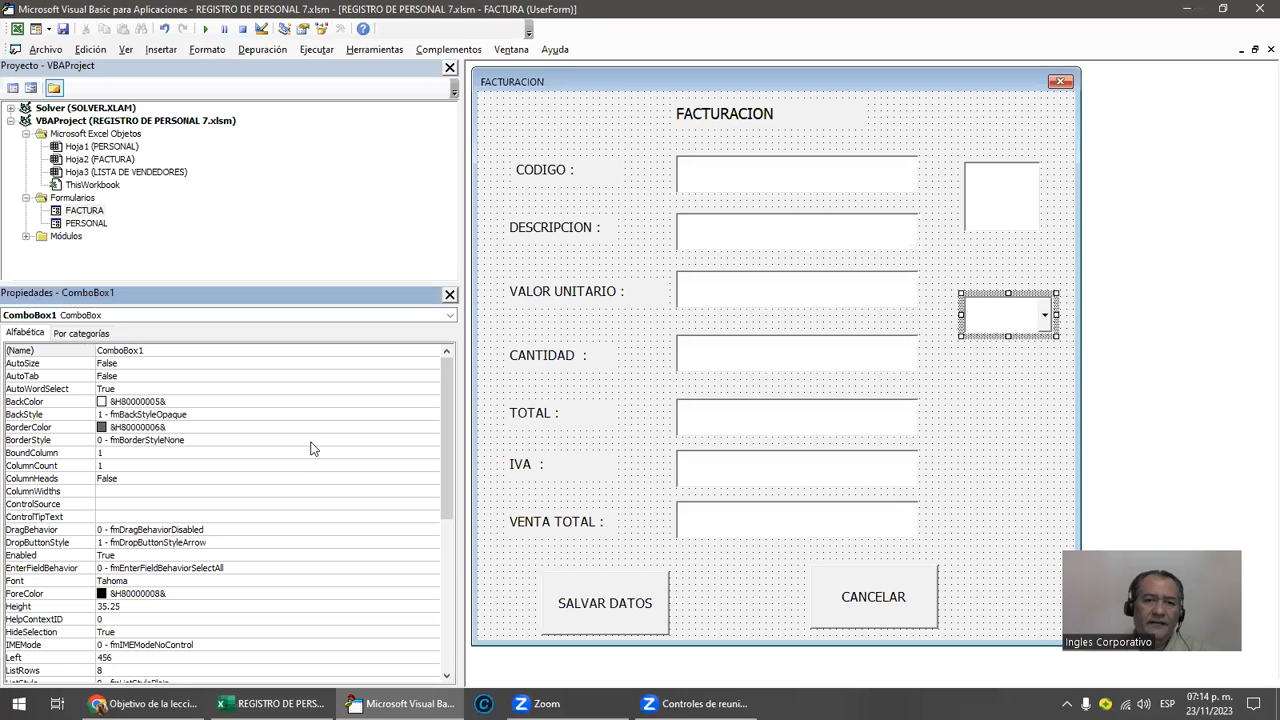 Microsoft Visual Basic para Aplicaciones - REGISTRO DE PERSONAL 7.xlsm - [REGISTRO DE PERSONAL 7.xlsm - FACTURA (UserForm)]
Archivo Edición Ver Insertar Formato Depuración Ejecutar Herramientas Complementos Ventana Ayuda
Proyecto - VBAProject
Solver (SOLVER.XLAM)
VBAProject (REGISTRO DE PERSONAL 7.xlsm)
Microsoft Excel Objetos
Hoja1 (PERSONAL)
Hoja2 (FACTURA)
Hoja3 (LISTA DE VENDEDORES)
ThisWorkbook
Formularios
FACTURA
PERSONAL
Módulos
Propiedades - ComboBox1
ComboBox1 ComboBox
Alfabética Por categorías
(Name) ComboBox1
AutoSize False
AutoTab False
AutoWordSelect True
BackColor &H80000005&
BackStyle 1 - fmBackStyleOpaque
BorderColor &H80000006&
BorderStyle 0 - fmBorderStyleNone
BoundColumn 1
ColumnCount 1
ColumnHeads False
ColumnWidths
ControlSource
ControlTipText
DragBehavior 0 - fmDragBehaviorDisabled
DropButtonStyle 1 - fmDropButtonStyleArrow
Enabled True
EnterFieldBehavior 0 - fmEnterFieldBehaviorSelectAll
Font Tahoma
ForeColor &H80000008&
Height 35.25
HelpContextID 0
HideSelection True
IMEMode 0 - fmIMEModeNoControl
Left 456
ListRows 8
ListStyle 0 - fmListStylePlain
FACTURACION
FACTURACION
CODIGO :
DESCRIPCION :
VALOR UNITARIO :
CANTIDAD :
TOTAL :
IVA :
VENTA TOTAL :
SALVAR DATOS
CANCELAR
Ingles Corporativo
Objetivo de la lecci...
REGISTRO DE PERS...
Microsoft Visual Ba...
Zoom
Controles de reuni...
ESP
07:14 p. m.
23/11/2023